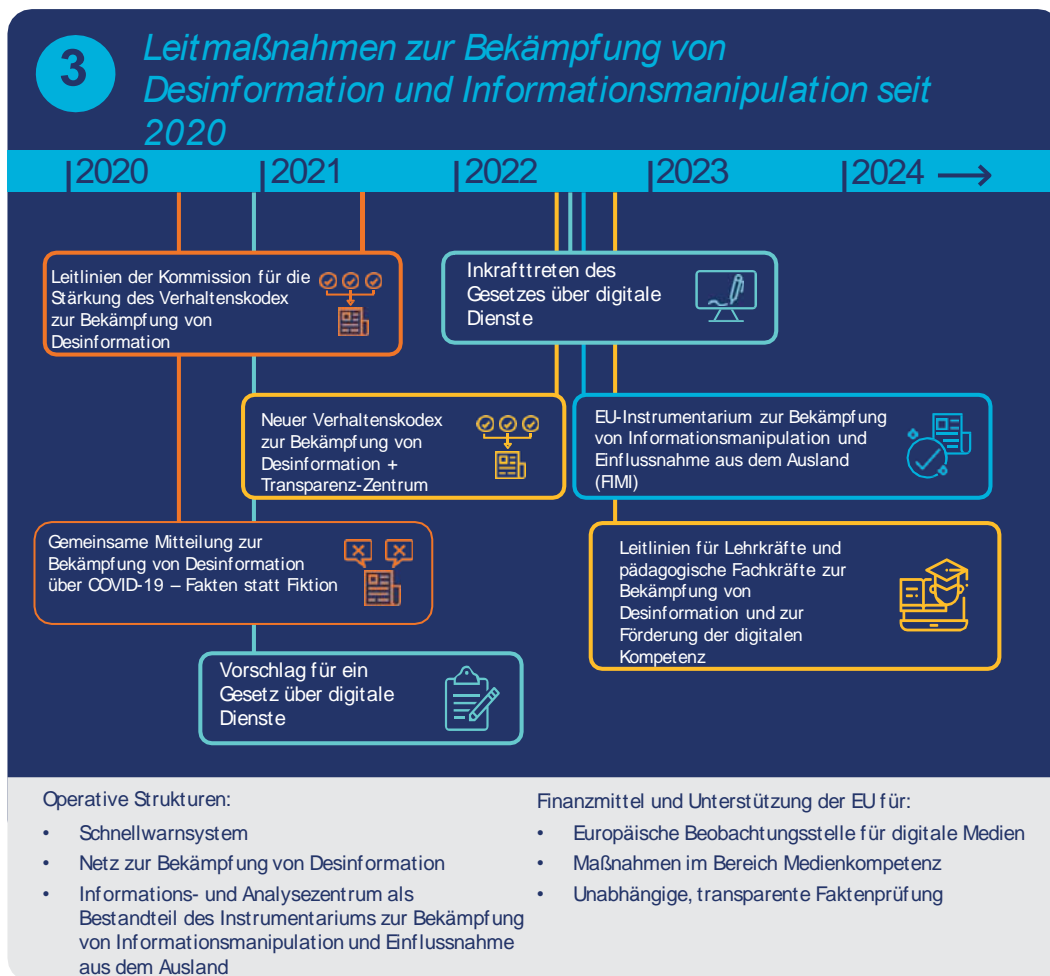 3
Leitmaßnahmen zur Bekämpfung von
Desinformation und Informationsmanipulation seit
2020
2020
2021
2022
2023
2024
Leitlinien der Kommission für die
Stärkung des Verhaltenskodex
zur Bekämpfung von
Desinformation
Inkrafttreten des
Gesetzes über digitale
Dienste
Neuer Verhaltenskodex
zur Bekämpfung von
Desinformation +
Transparenz-Zentrum
EU-Instrumentarium zur Bekämpfung
von Informationsmanipulation und
Einflussnahme aus dem Ausland
(FIMI)
Gemeinsame Mitteilung zur
Bekämpfung von Desinformation
über COVID-19 – Fakten statt Fiktion
Leitlinien für Lehrkräfte und
pädagogische Fachkräfte zur
Bekämpfung von
Desinformation und zur
Förderung der digitalen
Kompetenz
Vorschlag für ein
Gesetz über digitale
Dienste
Operative Strukturen:
• Schnellwarnsystem
• Netz zur Bekämpfung von Desinformation
• Informations- und Analysezentrum als
Bestandteil des Instrumentariums zur Bekämpfung
von Informationsmanipulation und Einflussnahme
aus dem Ausland
Finanzmittel und Unterstützung der EU für:
• Europäische Beobachtungsstelle für digitale Medien
• Maßnahmen im Bereich Medienkompetenz
• Unabhängige, transparente Faktenprüfung